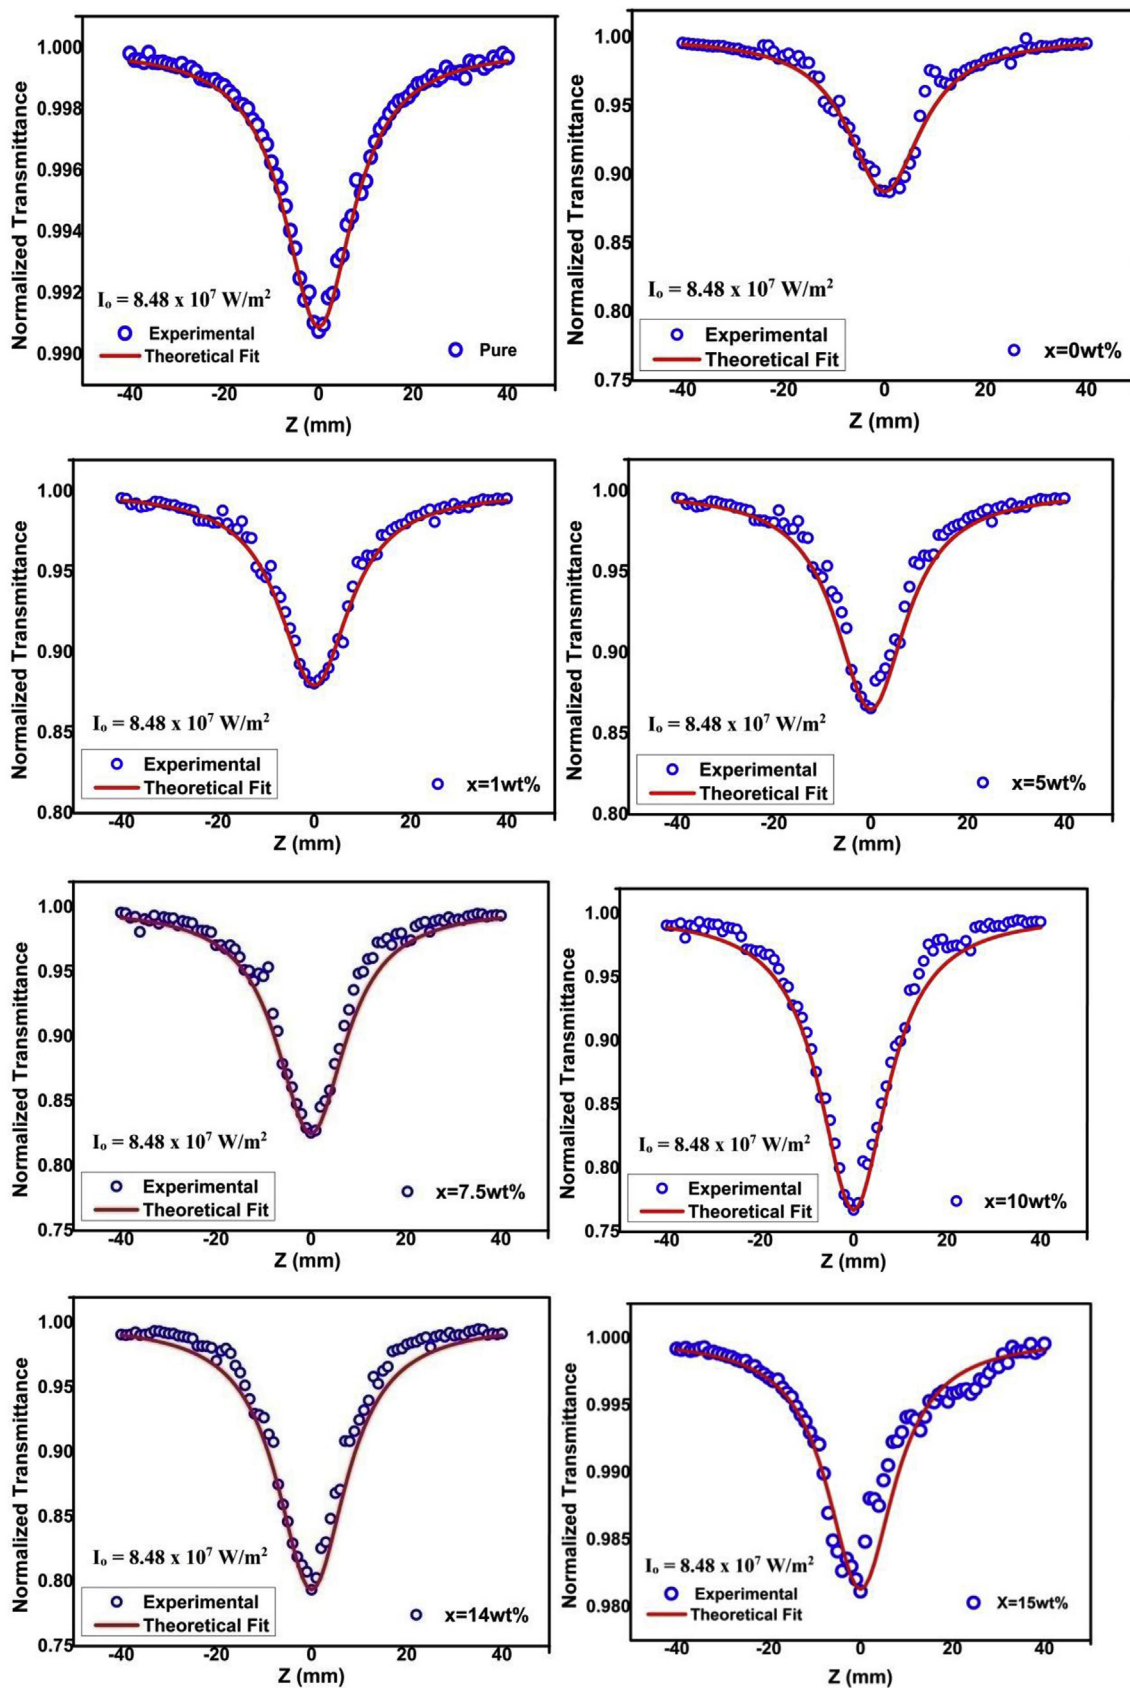 Normalized Transmittance
1.000
0.998
0.996
0.994
0.992
0.990
I₀ = 8.48 x 10⁷ W/m²
Experimental
Theoretical Fit
Pure
-40 -20 0 20 40
Z (mm)
Normalized Transmittance
1.00
0.95
0.90
0.85
0.80
0.75
I₀ = 8.48 x 10⁷ W/m²
Experimental
Theoretical Fit
x=0wt%
-40 -20 0 20 40
Z (mm)
Normalized Transmittance
1.00
0.95
0.90
0.85
0.80
I₀ = 8.48 x 10⁷ W/m²
Experimental
Theoretical Fit
x=1wt%
-40 -20 0 20 40
Z (mm)
Normalized Transmittance
1.00
0.95
0.90
0.85
0.80
I₀ = 8.48 x 10⁷ W/m²
Experimental
Theoretical Fit
x=5wt%
-40 -20 0 20 40
Z (mm)
Normalized Transmittance
1.00
0.95
0.90
0.85
0.80
0.75
I₀ = 8.48 x 10⁷ W/m²
Experimental
Theoretical Fit
x=7.5wt%
-40 -20 0 20 40
Z (mm)
Normalized Transmittance
1.00
0.95
0.90
0.85
0.80
0.75
I₀ = 8.48 x 10⁷ W/m²
Experimental
Theoretical Fit
x=10wt%
-40 -20 0 20 40
Z (mm)
Normalized Transmittance
1.00
0.95
0.90
0.85
0.80
0.75
I₀ = 8.48 x 10⁷ W/m²
Experimental
Theoretical Fit
x=14wt%
-40 -20 0 20 40
Z (mm)
Normalized Transmittance
1.000
0.995
0.990
0.985
0.980
I₀ = 8.48 x 10⁷ W/m²
Experimental
Theoretical Fit
X=15wt%
-40 -20 0 20 40
Z (mm)